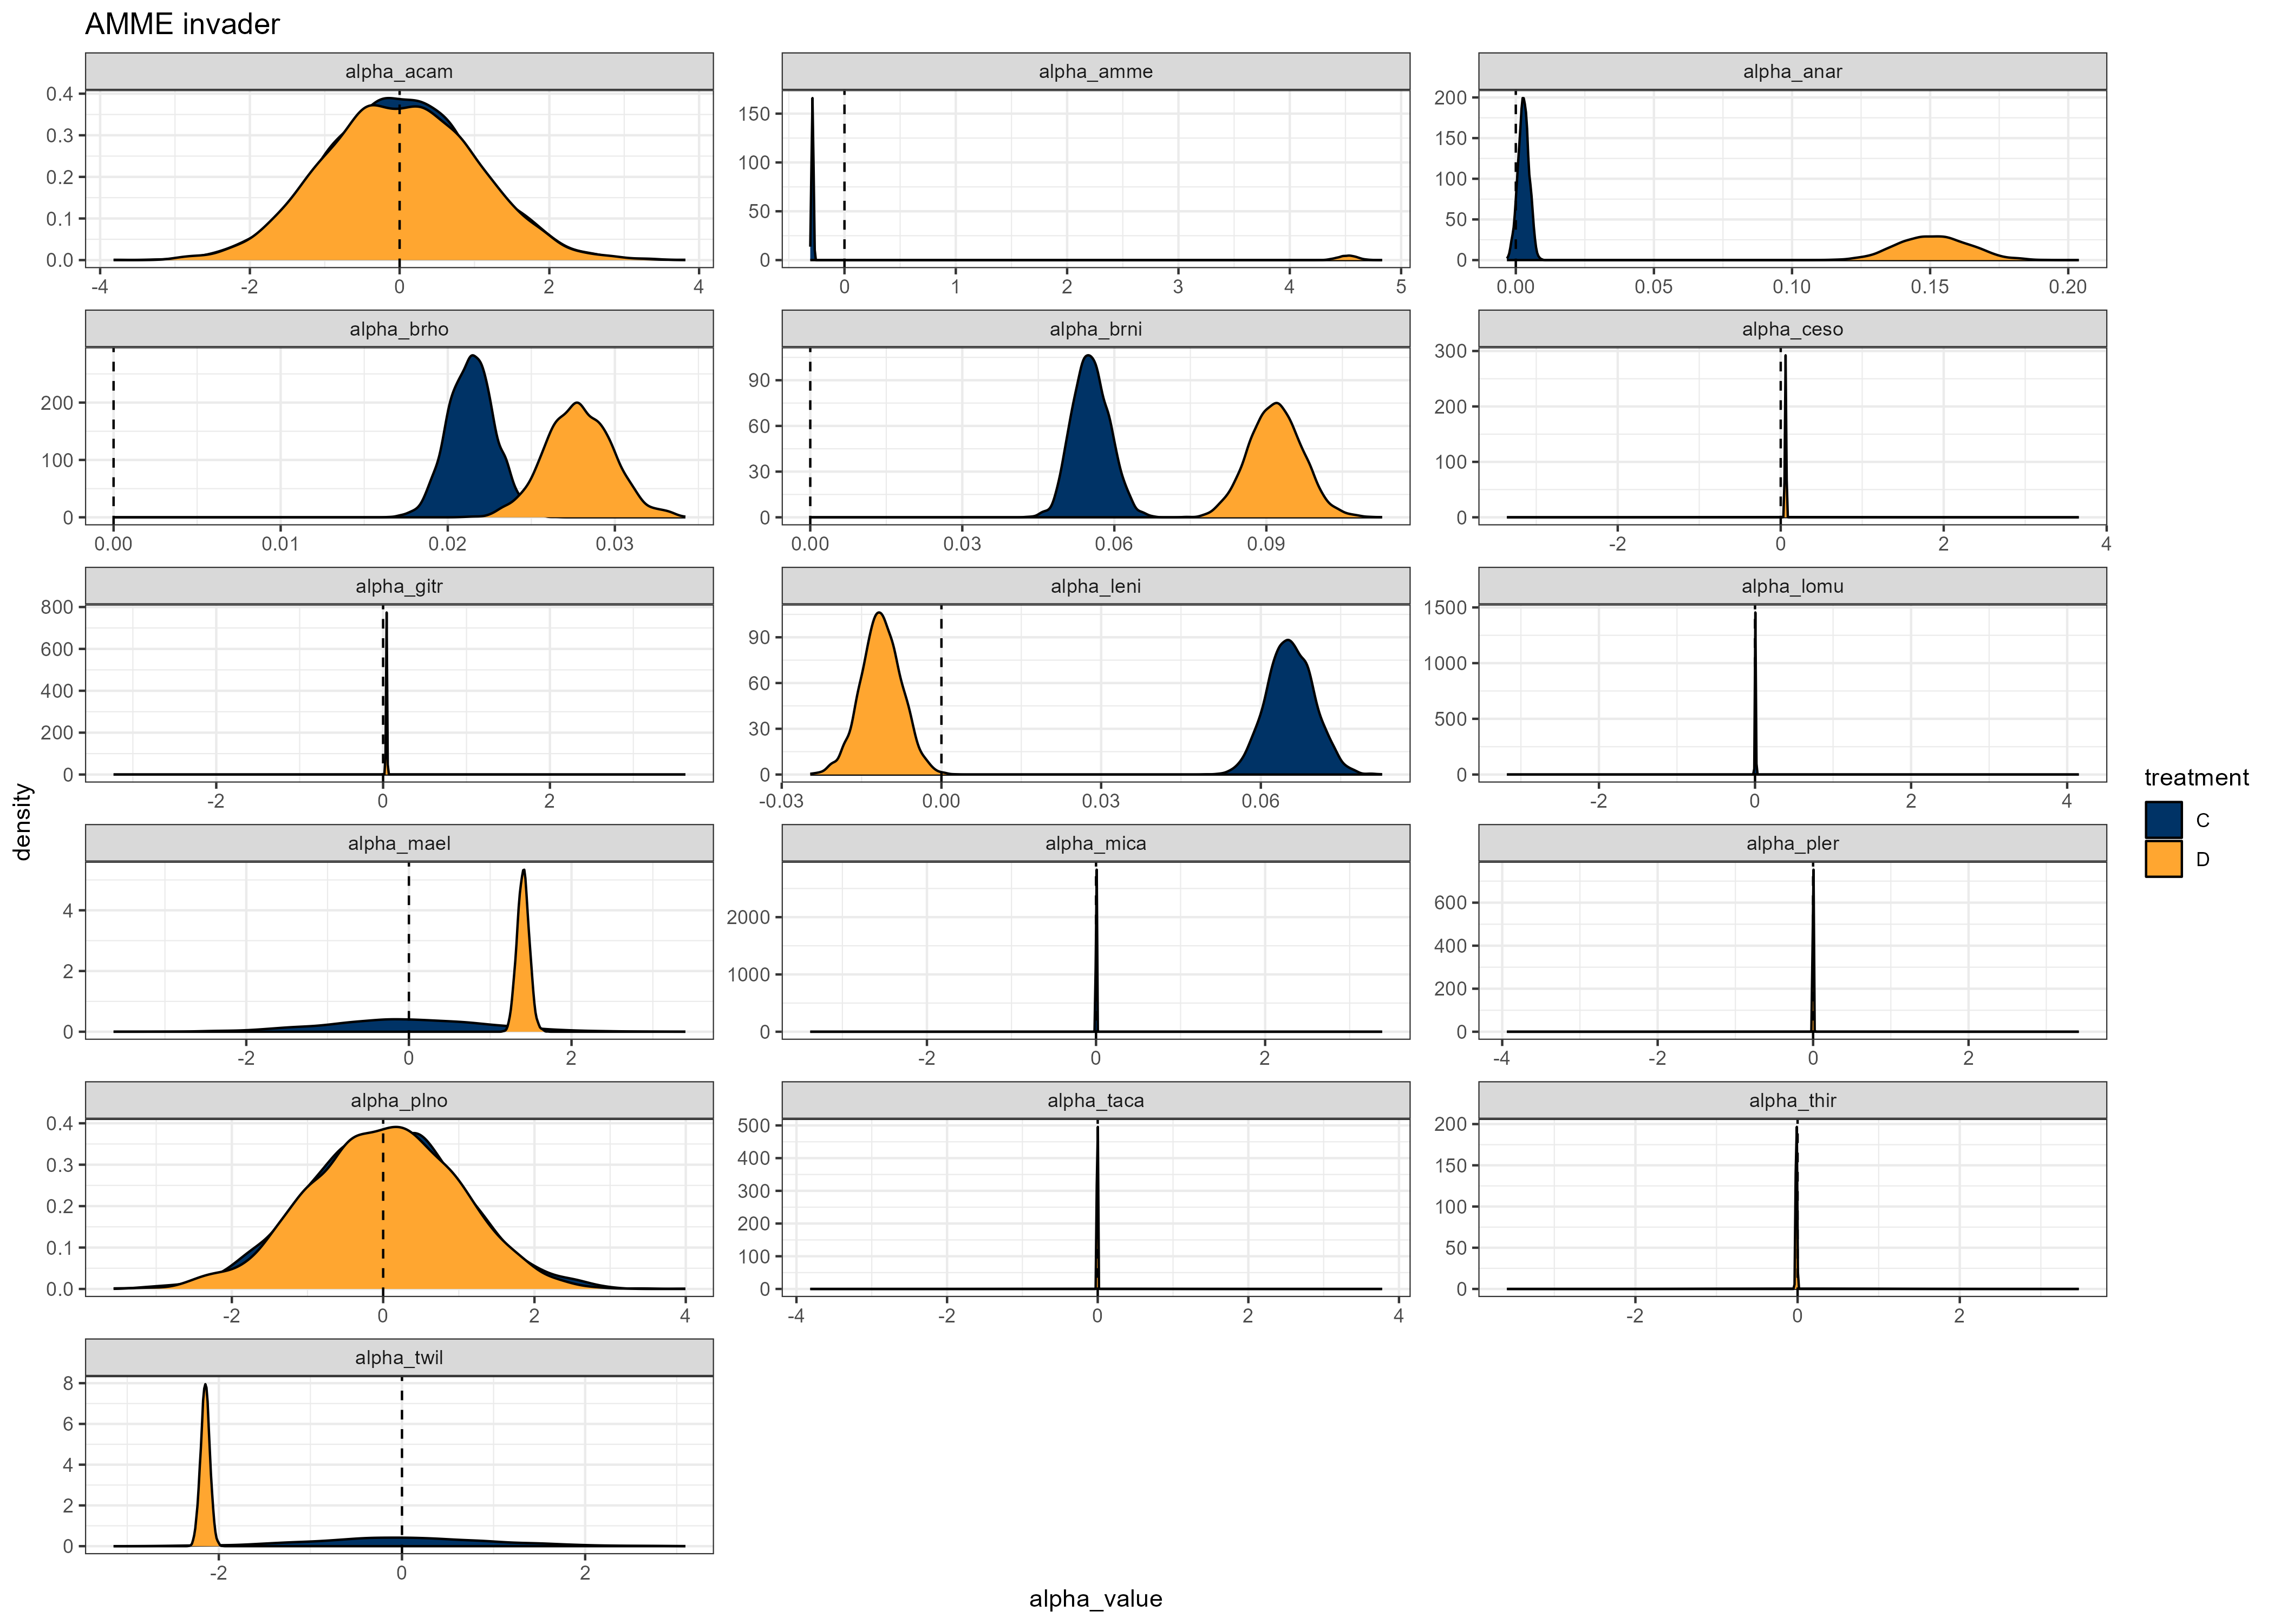 AMME invader
alpha_acam alpha_amme alpha_anar
0.4 0.3 0.2 0.1 0.0
-4 -2 0 2 4
150 100 50 0
0 1 2 3 4 5
200 150 100 50 0
0.00 0.05 0.10 0.15 0.20
alpha_brho alpha_brni alpha_ceso
200 100 0
0.00 0.01 0.02 0.03
90 60 30 0
0.00 0.03 0.06 0.09
300 200 100 0
-2 0 2 4
alpha_gitr alpha_leni alpha_lomu
800 600 400 200 0
-2 0 2
90 60 30 0
-0.03 0.00 0.03 0.06
1500 1000 500 0
-2 0 2 4
alpha_mael alpha_mica alpha_pler
4 2 0
-2 0 2
2000 1000 0
-2 0 2
600 400 200 0
-4 -2 0 2
alpha_plno alpha_taca alpha_thir
0.4 0.3 0.2 0.1 0.0
-2 0 2 4
500 400 300 200 100 0
-4 -2 0 2 4
200 150 100 50 0
-2 0 2
alpha_twil
8 6 4 2 0
-2 0 2
density
alpha_value
treatment
C
D